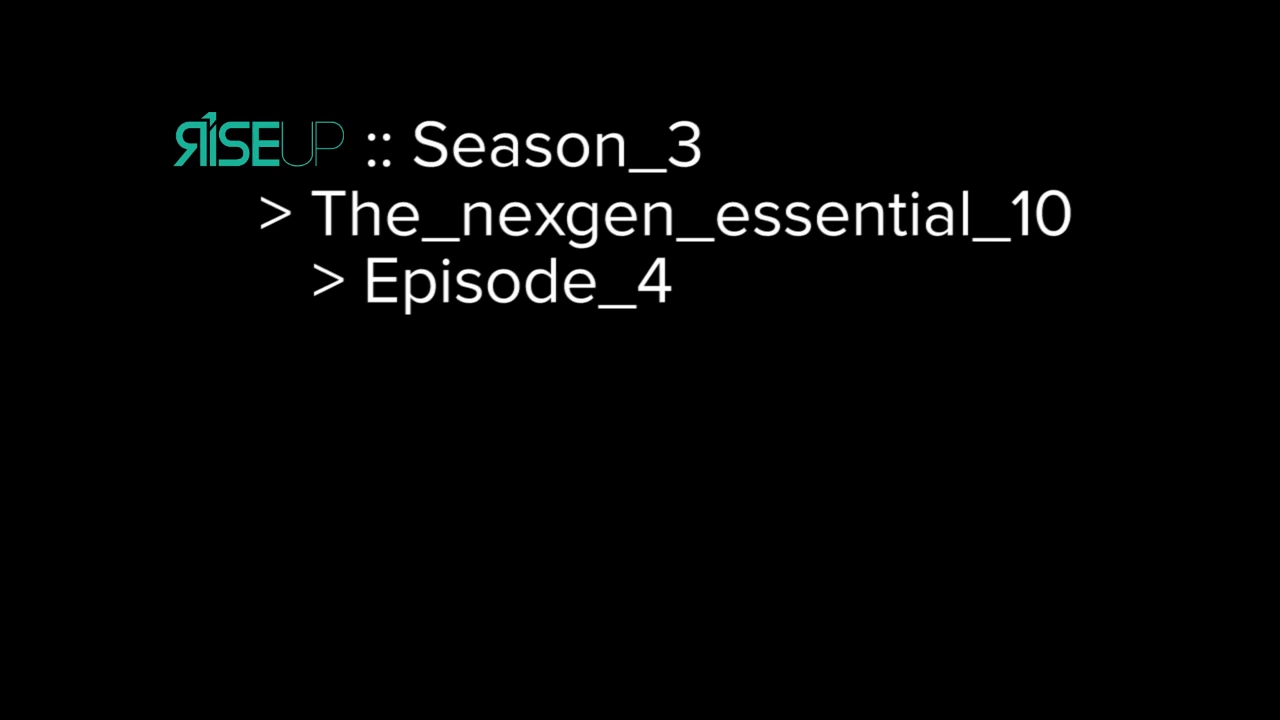 RISEUP :: Season_3
> The_nexgen_essential_10
> Episode_4